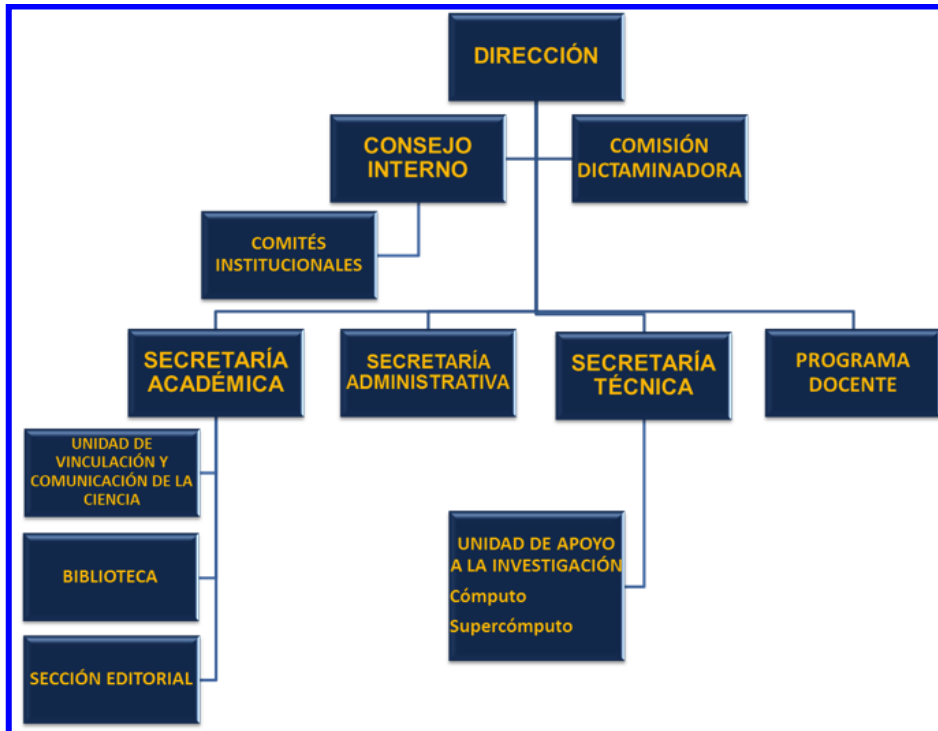 DIRECCIÓN
CONSEJO
INTERNO
COMISIÓN
DICTAMINADORA
COMITÉS
INSTITUCIONALES
SECRETARÍA
ACADÉMICA
SECRETARÍA
ADMINISTRATIVA
SECRETARÍA
TÉCNICA
PROGRAMA
DOCENTE
UNIDAD DE
VINCULACIÓN Y
COMUNICACIÓN DE LA
CIENCIA
BIBLIOTECA
SECCIÓN EDITORIAL
UNIDAD DE APOYO
A LA INVESTIGACIÓN
Cómputo
Supercómputo